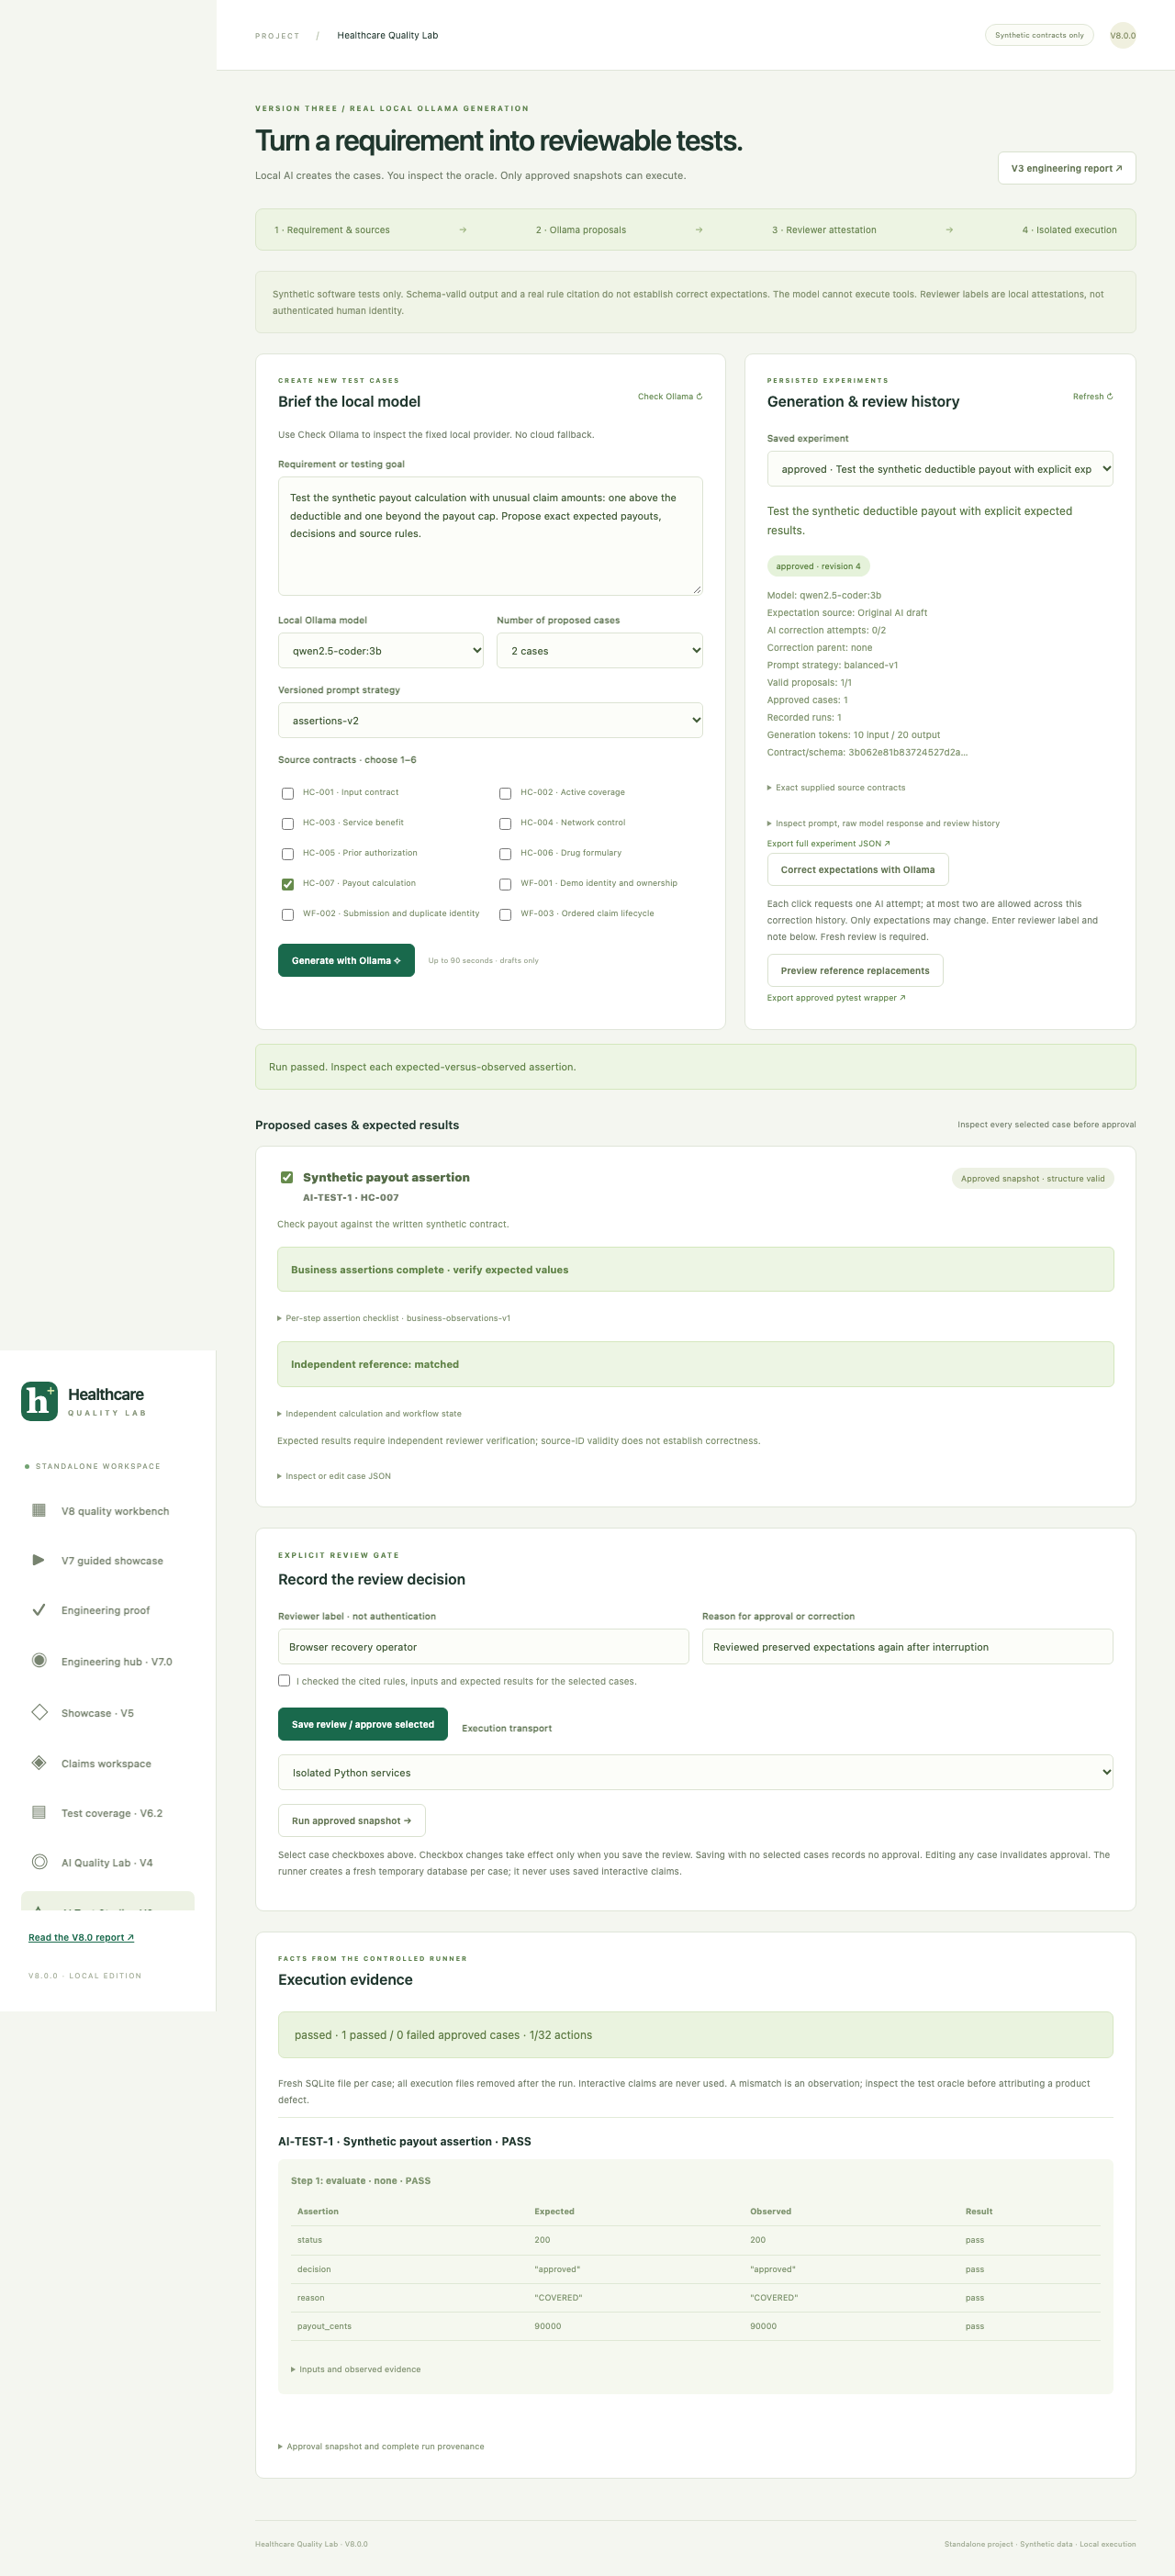 PROJECT / Healthcare Quality Lab
Synthetic contracts only
V8.0.0
VERSION THREE / REAL LOCAL OLLAMA GENERATION
Turn a requirement into reviewable tests.
Local AI creates the cases. You inspect the oracle. Only approved snapshots can execute.
V3 engineering report ↗
1 · Requirement & sources → 2 · Ollama proposals → 3 · Reviewer attestation → 4 · Isolated execution
Synthetic software tests only. Schema-valid output and a real rule citation do not establish correct expectations. The model cannot execute tools. Reviewer labels are local attestations, not
authenticated human identity.
CREATE NEW TEST CASES
Brief the local model
Check Ollama ↻
Use Check Ollama to inspect the fixed local provider. No cloud fallback.
Requirement or testing goal
Test the synthetic payout calculation with unusual claim amounts: one above the
deductible and one beyond the payout cap. Propose exact expected payouts,
decisions and source rules.
Local Ollama model
Number of proposed cases
qwen2.5-coder:3b
2 cases
Versioned prompt strategy
assertions-v2
Source contracts · choose 1–6
HC-001 · Input contract
HC-002 · Active coverage
HC-003 · Service benefit
HC-004 · Network control
HC-005 · Prior authorization
HC-006 · Drug formulary
HC-007 · Payout calculation
WF-001 · Demo identity and ownership
WF-002 · Submission and duplicate identity
WF-003 · Ordered claim lifecycle
Generate with Ollama ✧
Up to 90 seconds · drafts only
PERSISTED EXPERIMENTS
Generation & review history
Refresh ↻
Saved experiment
approved · Test the synthetic deductible payout with explicit exp
Test the synthetic deductible payout with explicit expected
results.
approved · revision 4
Model: qwen2.5-coder:3b
Expectation source: Original AI draft
AI correction attempts: 0/2
Correction parent: none
Prompt strategy: balanced-v1
Valid proposals: 1/1
Approved cases: 1
Recorded runs: 1
Generation tokens: 10 input / 20 output
Contract/schema: 3b062e81b83724527d2a…
Exact supplied source contracts
Inspect prompt, raw model response and review history
Export full experiment JSON ↗
Correct expectations with Ollama
Each click requests one AI attempt; at most two are allowed across this
correction history. Only expectations may change. Enter reviewer label and
note below. Fresh review is required.
Preview reference replacements
Export approved pytest wrapper ↗
Run passed. Inspect each expected-versus-observed assertion.
Proposed cases & expected results
Inspect every selected case before approval
Synthetic payout assertion
AI-TEST-1 · HC-007
Approved snapshot · structure valid
Check payout against the written synthetic contract.
Business assertions complete · verify expected values
Per-step assertion checklist · business-observations-v1
Independent reference: matched
Independent calculation and workflow state
Expected results require independent reviewer verification; source-ID validity does not establish correctness.
Inspect or edit case JSON
h+
Healthcare
QUALITY LAB
STANDALONE WORKSPACE
V8 quality workbench
V7 guided showcase
Engineering proof
Engineering hub · V7.0
Showcase · V5
Claims workspace
Test coverage · V6.2
AI Quality Lab · V4
Read the V8.0 report ↗
V8.0.0 · LOCAL EDITION
EXPLICIT REVIEW GATE
Record the review decision
Reviewer label · not authentication
Reason for approval or correction
Browser recovery operator
Reviewed preserved expectations again after interruption
I checked the cited rules, inputs and expected results for the selected cases.
Save review / approve selected
Execution transport
Isolated Python services
Run approved snapshot →
Select case checkboxes above. Checkbox changes take effect only when you save the review. Saving with no selected cases records no approval. Editing any case invalidates approval. The
runner creates a fresh temporary database per case; it never uses saved interactive claims.
FACTS FROM THE CONTROLLED RUNNER
Execution evidence
passed · 1 passed / 0 failed approved cases · 1/32 actions
Fresh SQLite file per case; all execution files removed after the run. Interactive claims are never used. A mismatch is an observation; inspect the test oracle before attributing a product
defect.
AI-TEST-1 · Synthetic payout assertion · PASS
Step 1: evaluate · none · PASS
Assertion Expected Observed Result
status 200 200 pass
decision "approved" "approved" pass
reason "COVERED" "COVERED" pass
payout_cents 90000 90000 pass
Inputs and observed evidence
Approval snapshot and complete run provenance
Healthcare Quality Lab · V8.0.0
Standalone project · Synthetic data · Local execution